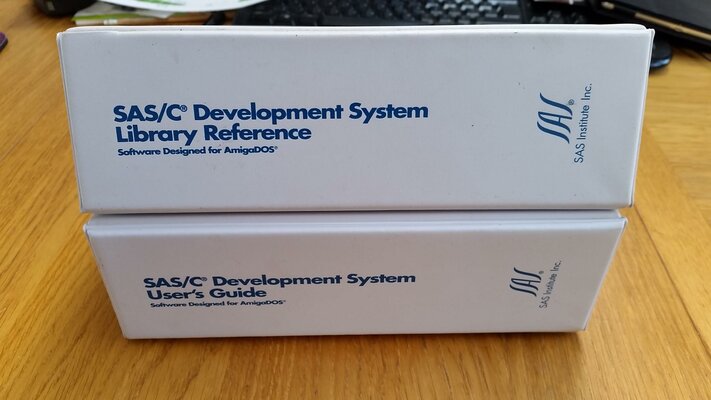 SAS/C® Development System
Library Reference
Software Designed for AmigaDOS®
SAS®
SAS Institute Inc.
SAS/C® Development System
User's Guide
Software Designed for AmigaDOS®
SAS®
SAS Institute Inc.